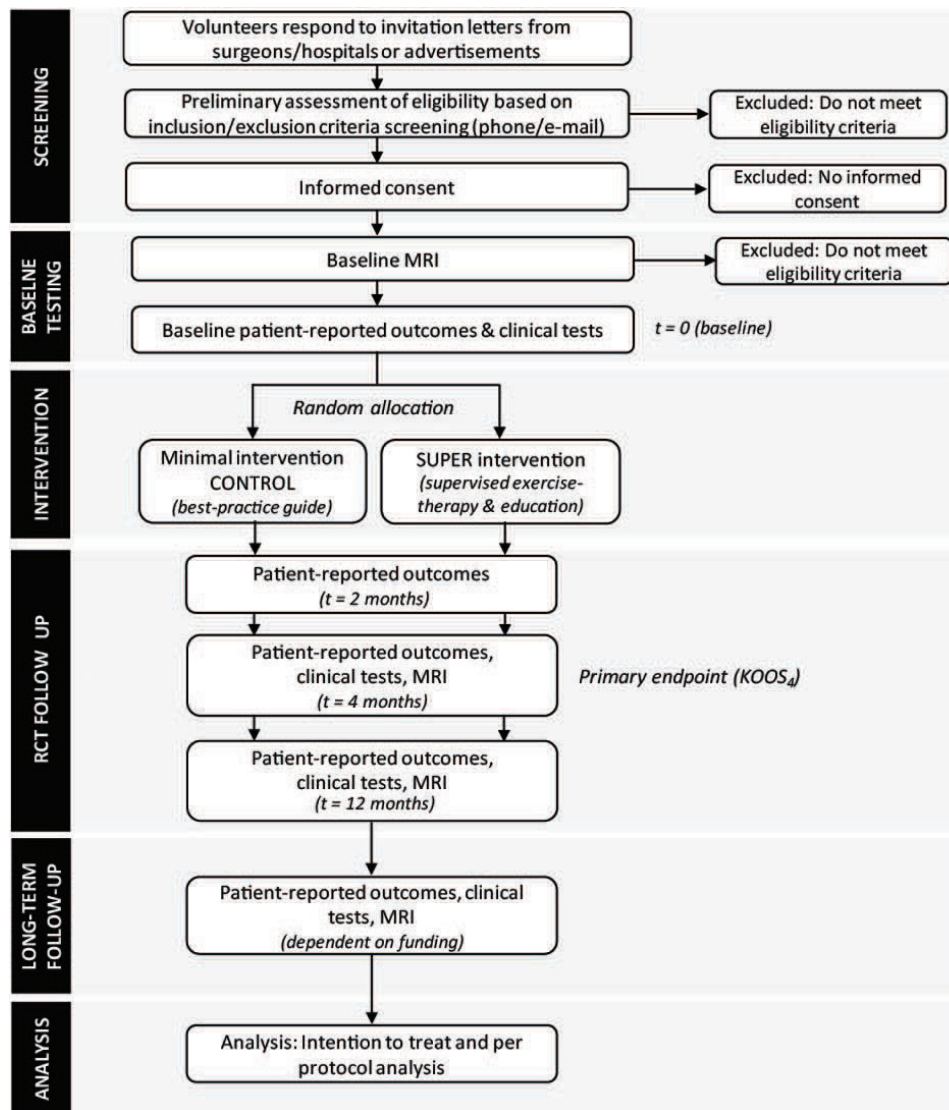 SCREENING
Volunteers respond to invitation letters from
surgeons/hospitals or advertisements
Preliminary assessment of eligibility based on
inclusion/exclusion criteria screening (phone/e-mail)
Excluded: Do not meet
eligibility criteria
Informed consent
Excluded: No informed
consent
BASELNE
TESTING
Baseline MRI
Excluded: Do not meet
eligibility criteria
Baseline patient-reported outcomes & clinical tests
t = 0 (baseline)
INTERVENTION
Random allocation
Minimal intervention
CONTROL
(best-practice guide)
SUPER intervention
(supervised exercise-
therapy & education)
RCT FOLLOW UP
Patient-reported outcomes
(t = 2 months)
Patient-reported outcomes,
clinical tests, MRI
(t = 4 months)
Primary endpoint (KOOS₄)
Patient-reported outcomes,
clinical tests, MRI
(t = 12 months)
LONG-TERM
FOLLOW-UP
Patient-reported outcomes, clinical
tests, MRI
(dependent on funding)
ANALYSIS
Analysis: Intention to treat and per
protocol analysis